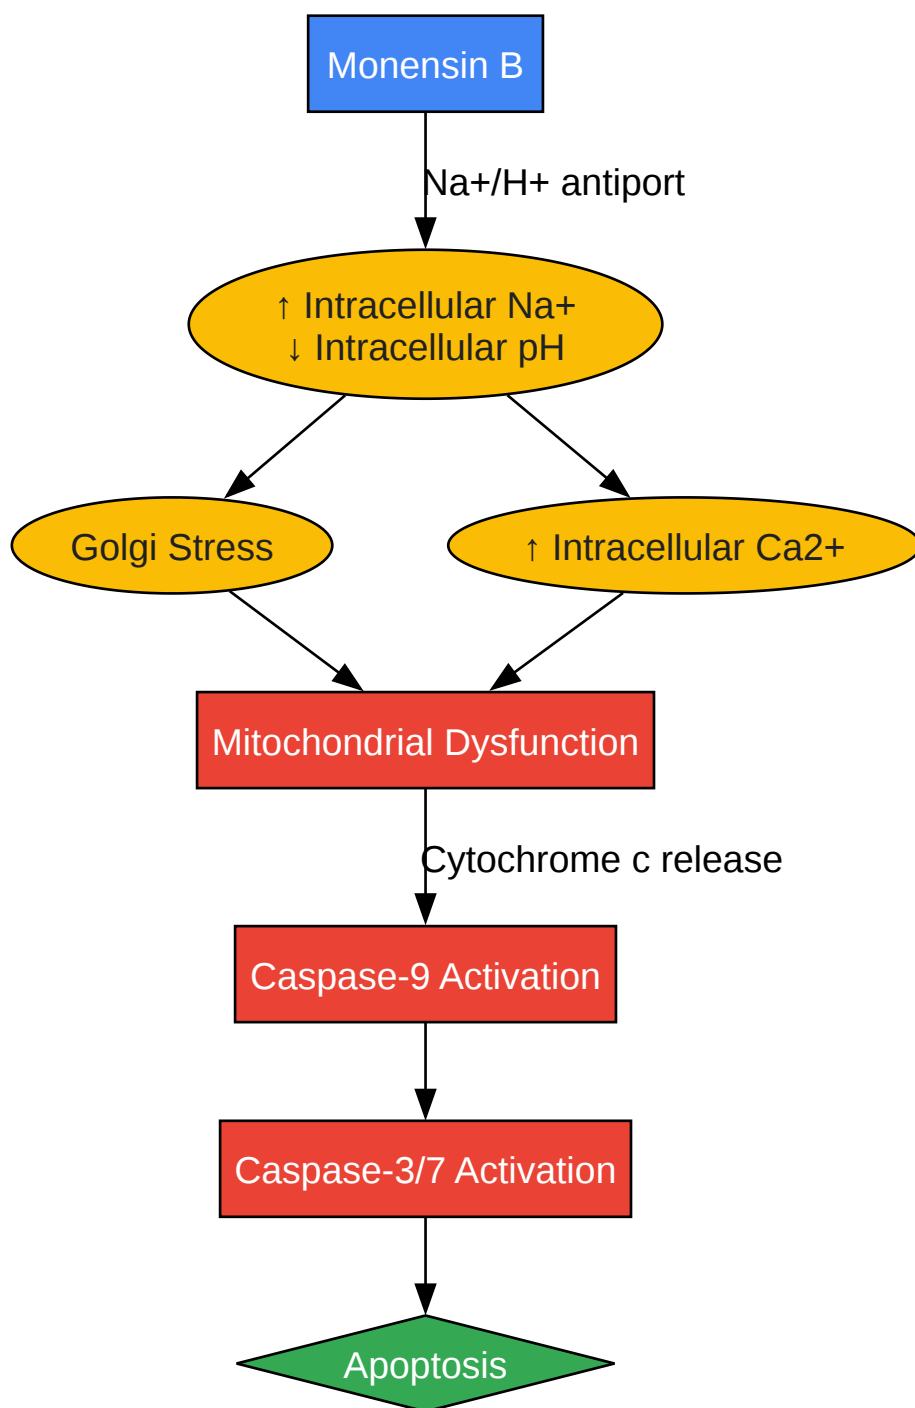 Monensin B
Na+/H+ antiport
↑ Intracellular Na+
↓ Intracellular pH
Golgi Stress
↑ Intracellular Ca2+
Mitochondrial Dysfunction
Cytochrome c release
Caspase-9 Activation
Caspase-3/7 Activation
Apoptosis